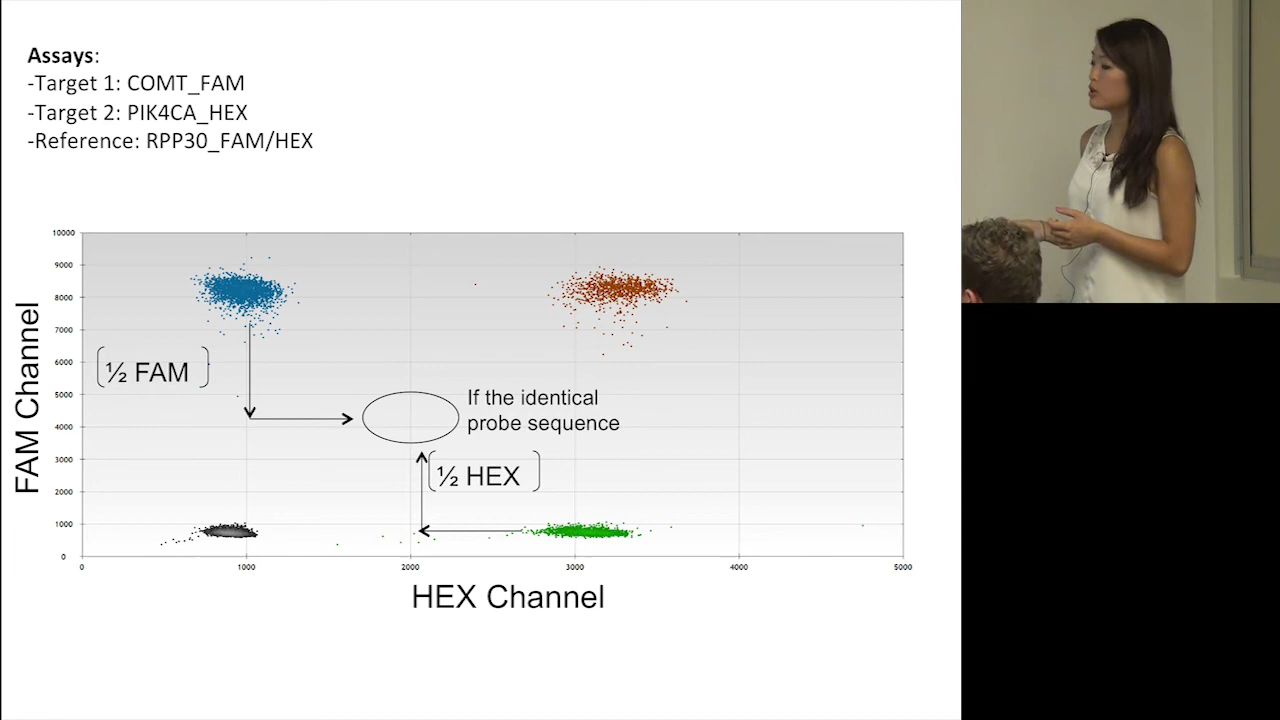 Assays:
-Target 1: COMT_FAM
-Target 2: PIK4CA_HEX
-Reference: RPP30_FAM/HEX
FAM Channel
10000
9000
8000
7000
6000
5000
4000
3000
2000
1000
0
½ FAM
If the identical
probe sequence
½ HEX
0
1000
2000
3000
4000
5000
HEX Channel